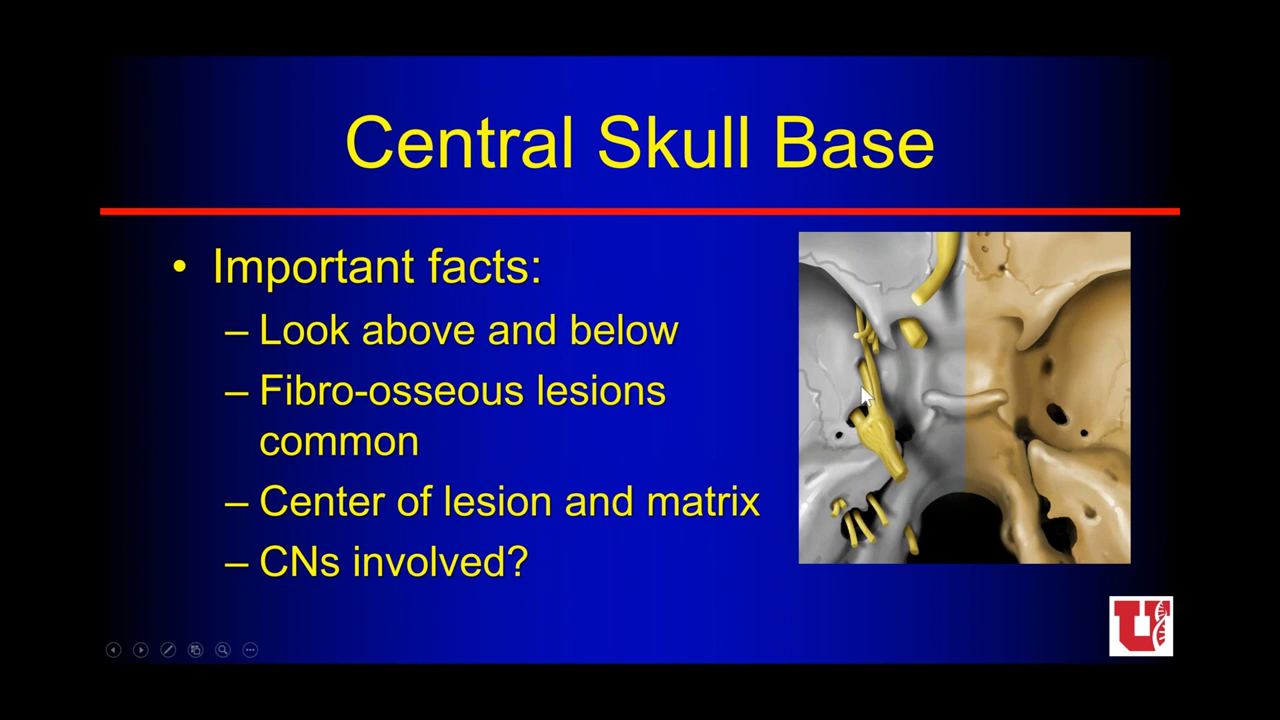 Central Skull Base
• Important facts:
– Look above and below
– Fibro-osseous lesions
common
– Center of lesion and matrix
– CNs involved?
U